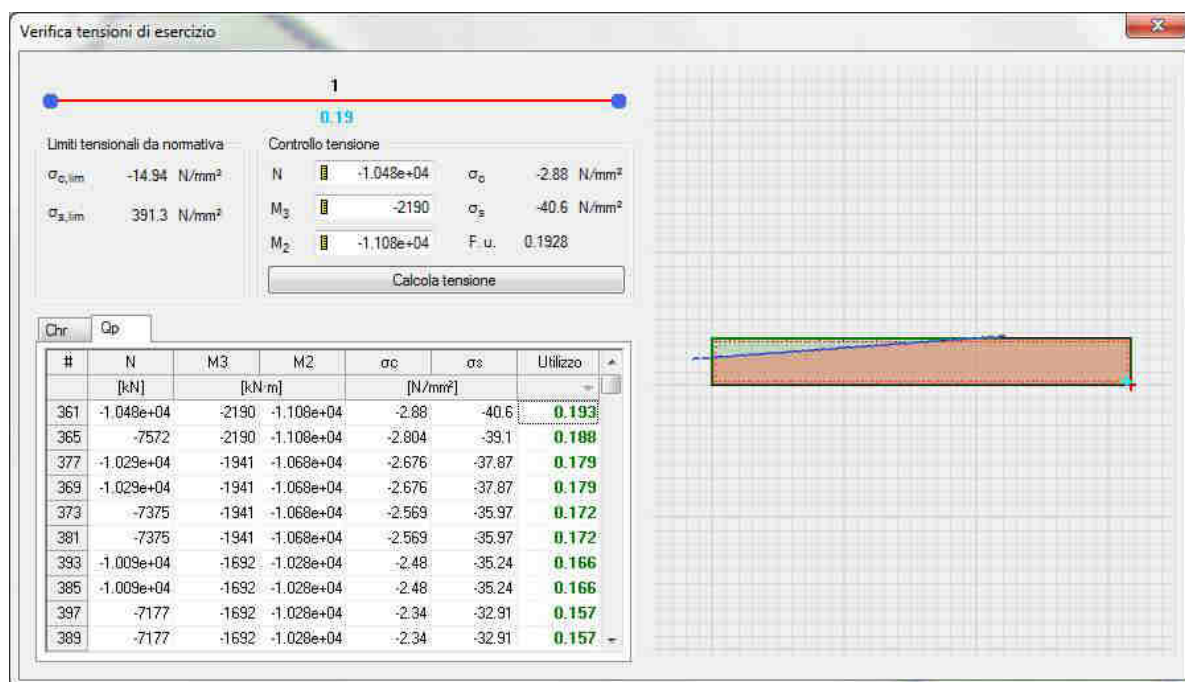 Verifica tensioni di esercizio
1
0.19
Limiti tensionali da normativa
σc,lim -14.94 N/mm²
σs,lim 391.3 N/mm²
Controllo tensione
N -1.048e+04 σc -2.88 N/mm²
M3 -2190 σs -40.6 N/mm²
M2 -1.108e+04 F. u. 0.1928
Calcola tensione
Chr Qp
# N M3 M2 σc σs Utilizzo
[kN] [kN·m] [N/mm²]
361 -1.048e+04 -2190 -1.108e+04 -2.88 -40.6 0.193
365 -7572 -2190 -1.108e+04 -2.804 -39.1 0.188
377 -1.029e+04 -1941 -1.068e+04 -2.676 -37.87 0.179
369 -1.029e+04 -1941 -1.068e+04 -2.676 -37.87 0.179
373 -7375 -1941 -1.068e+04 -2.569 -35.97 0.172
381 -7375 -1941 -1.068e+04 -2.569 -35.97 0.172
393 -1.009e+04 -1692 -1.028e+04 -2.48 -35.24 0.166
385 -1.009e+04 -1692 -1.028e+04 -2.48 -35.24 0.166
397 -7177 -1692 -1.028e+04 -2.34 -32.91 0.157
389 -7177 -1692 -1.028e+04 -2.34 -32.91 0.157